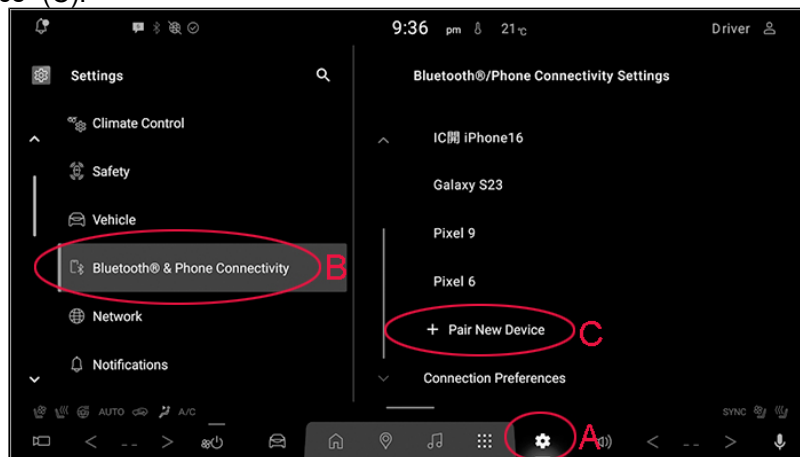 9:36 pm 21°C Driver
Settings
Bluetooth®/Phone Connectivity Settings
Climate Control
IC開 iPhone16
Safety
Galaxy S23
Vehicle
Pixel 9
Bluetooth® & Phone Connectivity B
Pixel 6
Network
+ Pair New Device C
Notifications
Connection Preferences
AUTO A/C SYNC
< -- > A < -- >